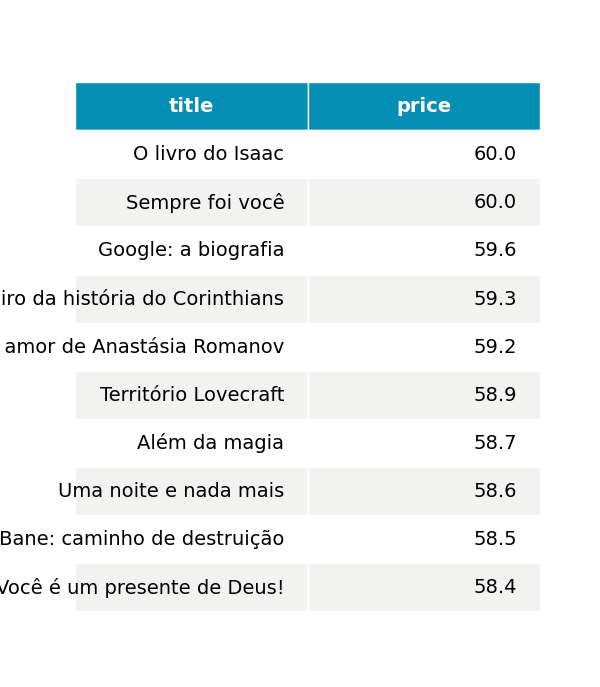 title price
O livro do Isaac 60.0
Sempre foi você 60.0
Google: a biografia 59.6
da história do Corinthians 59.3
amor de Anastásia Romanov 59.2
Território Lovecraft 58.9
Além da magia 58.7
Uma noite e nada mais 58.6
Bane: caminho de destruição 58.5
Você é um presente de Deus! 58.4